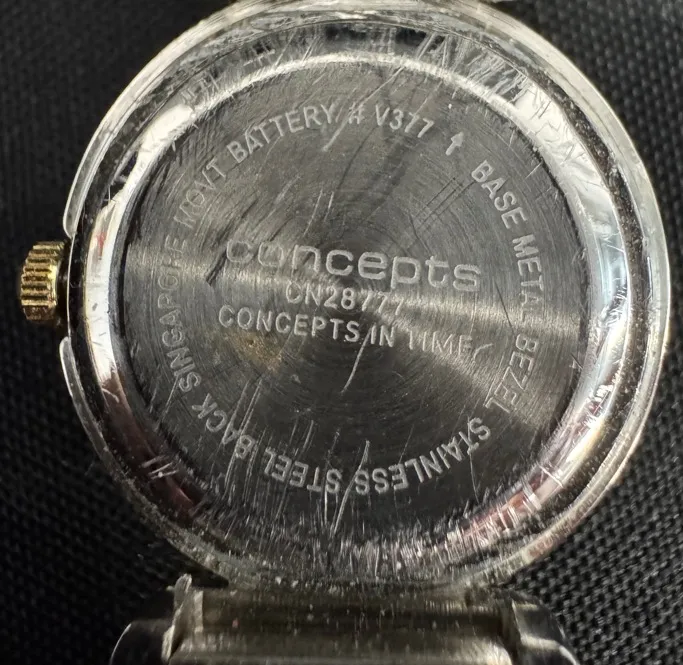 BATTERY # V377 ↑ BASE METAL BEZEL STAINLESS STEEL BACK SINGAPORE MOVT
concepts
CN28777
CONCEPTS IN TIME